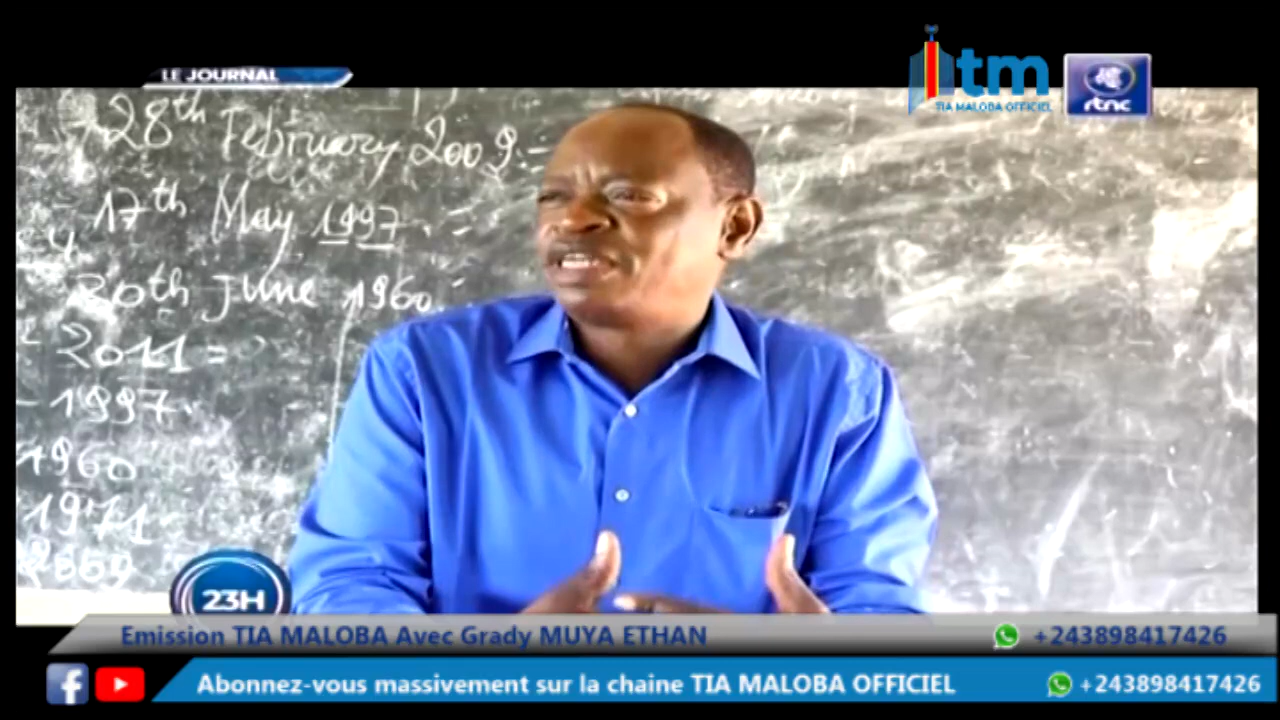 LE JOURNAL
tm
TIA MALOBA OFFICIEL
rtnc
28th February 2009
17th May 1997
30th June 1960
2011 =
1997
1960
1971
23H
Emission TIA MALOBA Avec Grady MUYA ETHAN
+243898417426
Abonnez-vous massivement sur la chaine TIA MALOBA OFFICIEL
+243898417426